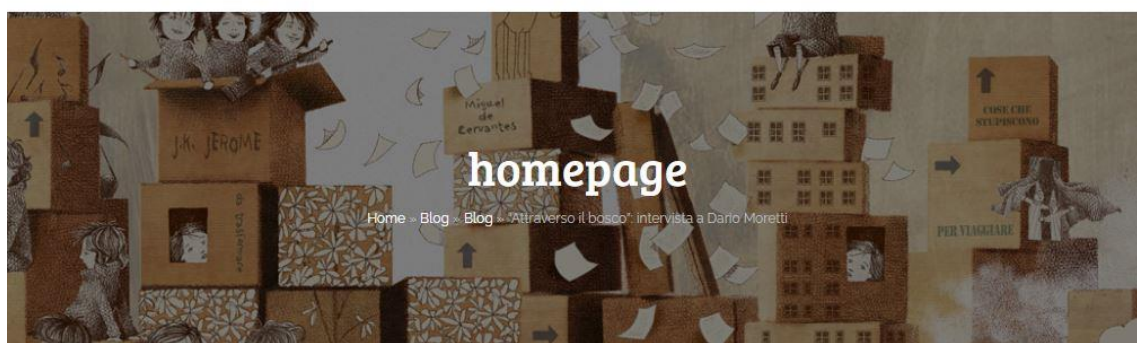 J.K. JEROME
Miguel
de
Cervantes
COSE CHE
STUPISCONO
homepage
Home » Blog » Blog » "Attraverso il bosco": intervista a Dario Moretti
PER VIAGGIARE